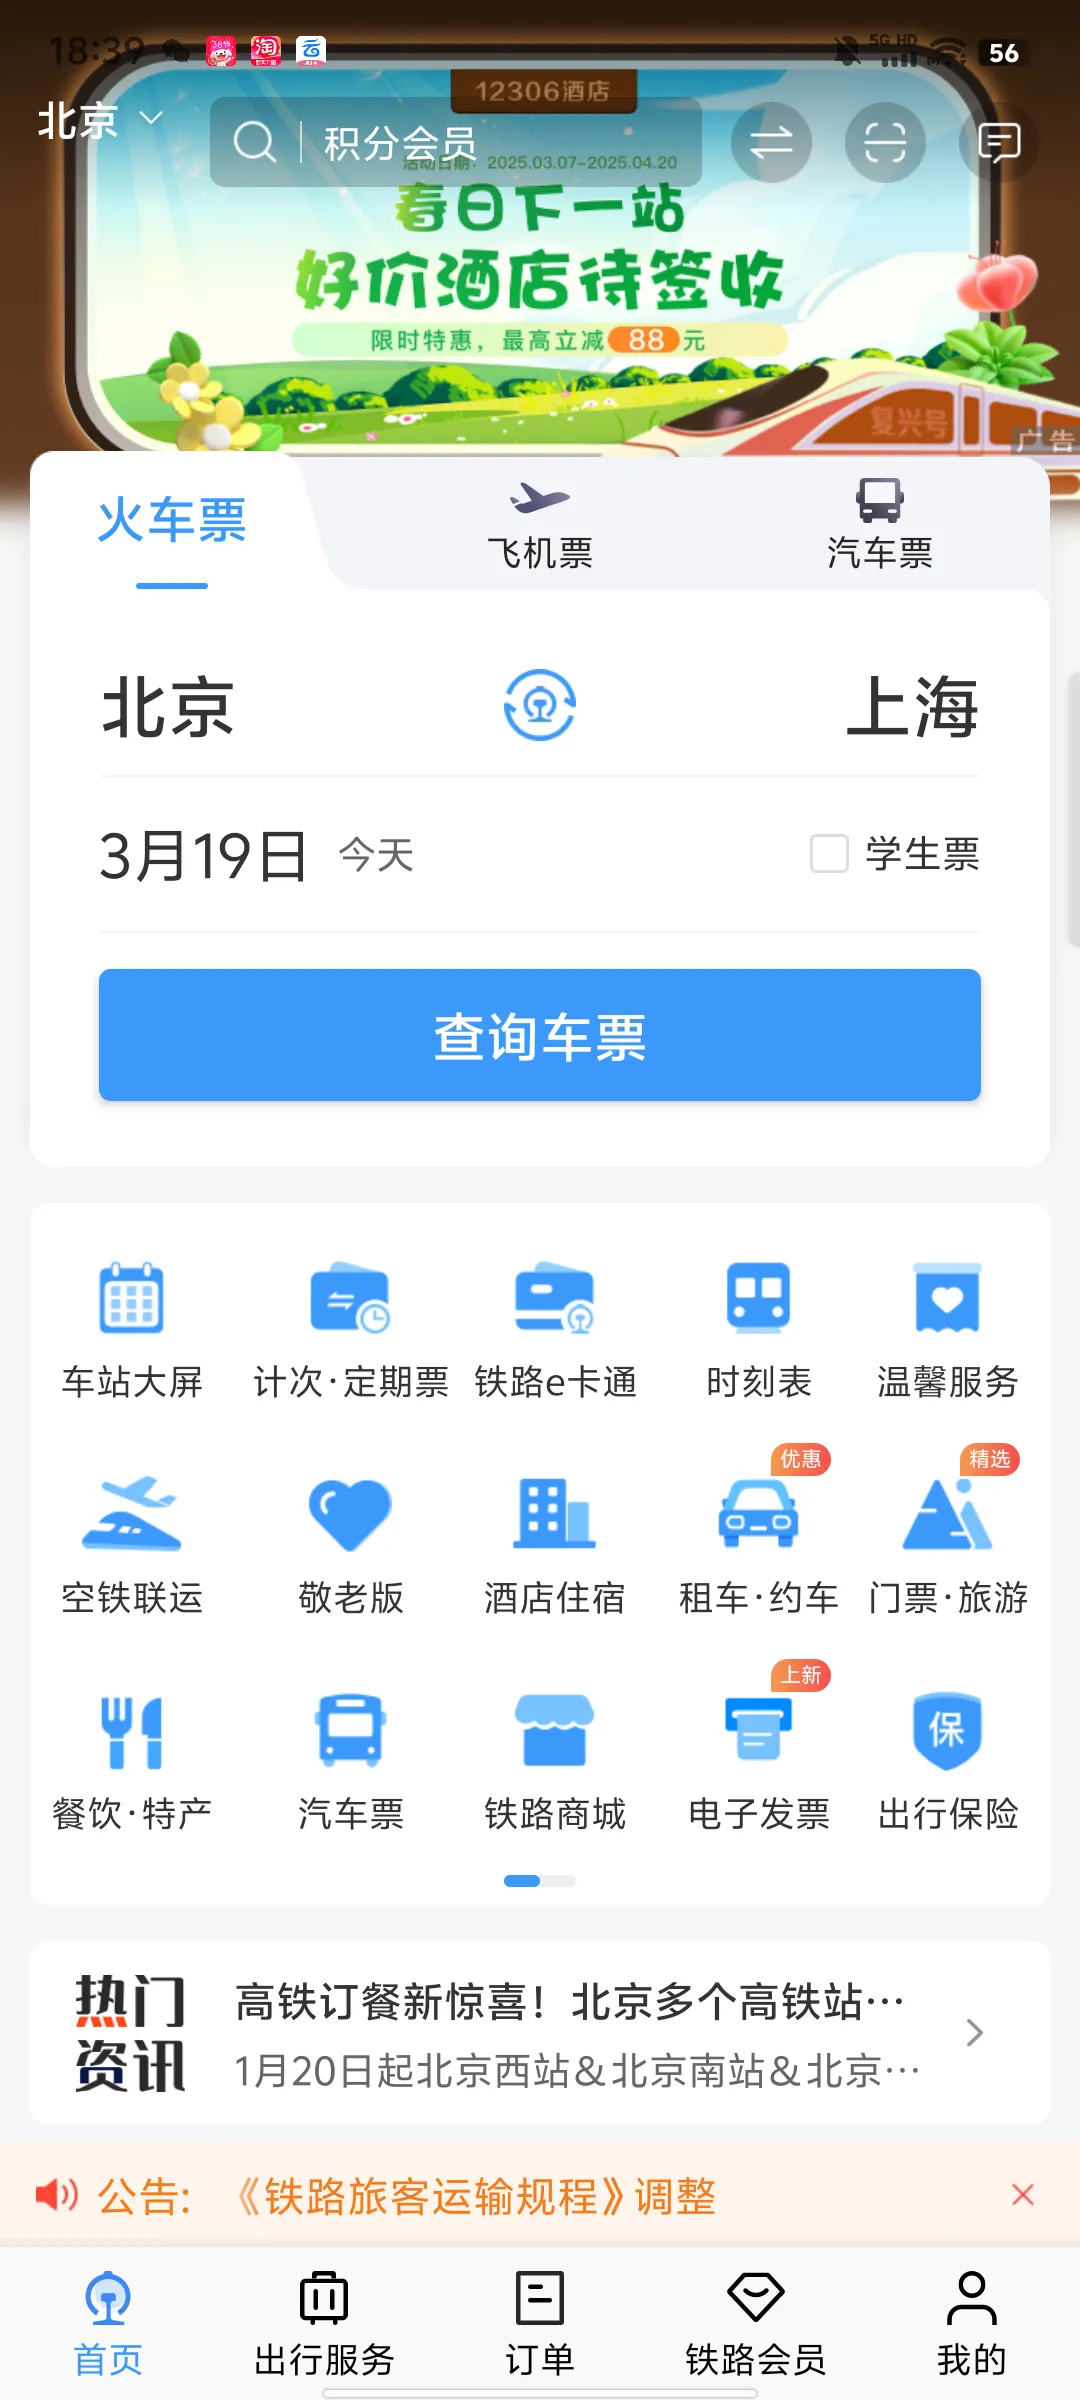 18:39
5G HD
56
12306酒店
北京
积分会员
活动日期: 2025.03.07-2025.04.20
春日下一站
好价酒店待签收
限时特惠，最高立减88元
复兴号
广告
火车票
飞机票
汽车票
北京
上海
3月19日 今天
学生票
查询车票
车站大屏
计次·定期票
铁路e卡通
时刻表
温馨服务
优惠
精选
空铁联运
敬老版
酒店住宿
租车·约车
门票·旅游
上新
保
餐饮·特产
汽车票
铁路商城
电子发票
出行保险
热门资讯
高铁订餐新惊喜！北京多个高铁站…
1月20日起北京西站&北京南站&北京…
公告: 《铁路旅客运输规程》调整
首页
出行服务
订单
铁路会员
我的